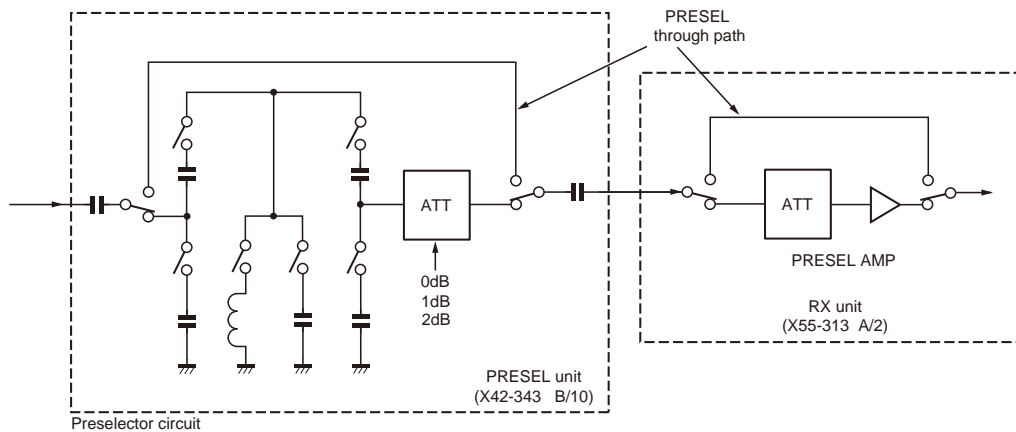 PRESEL
through path
ATT
0dB
1dB
2dB
PRESEL unit
(X42-343 B/10)
Preselector circuit
ATT
PRESEL AMP
RX unit
(X55-313 A/2)